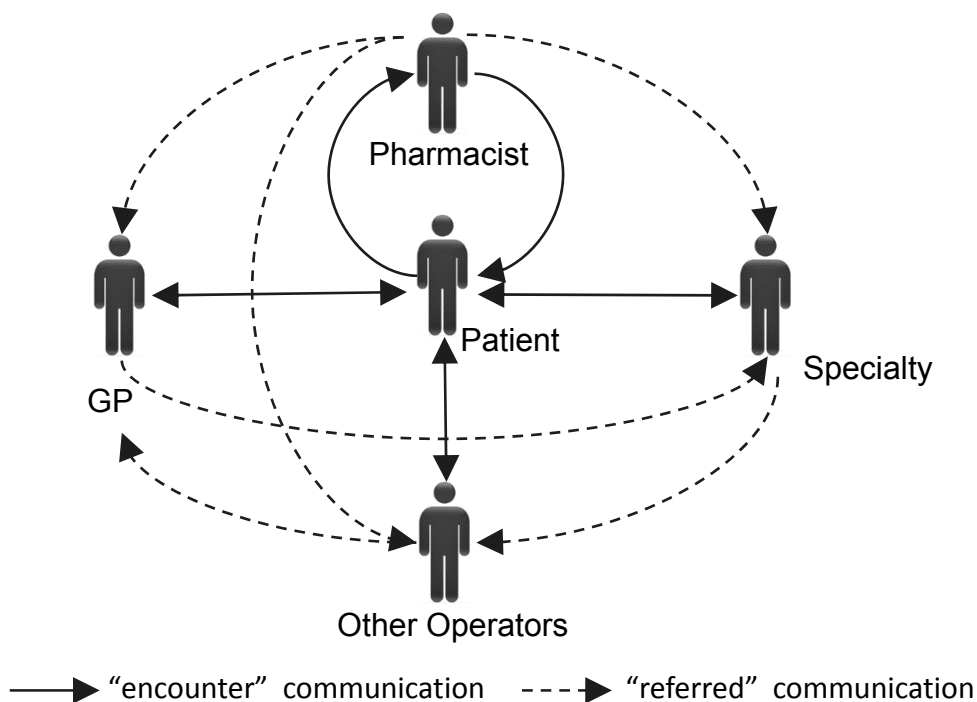 Pharmacist
Patient
Specialty
GP
Other Operators
“encounter” communication
“referred” communication